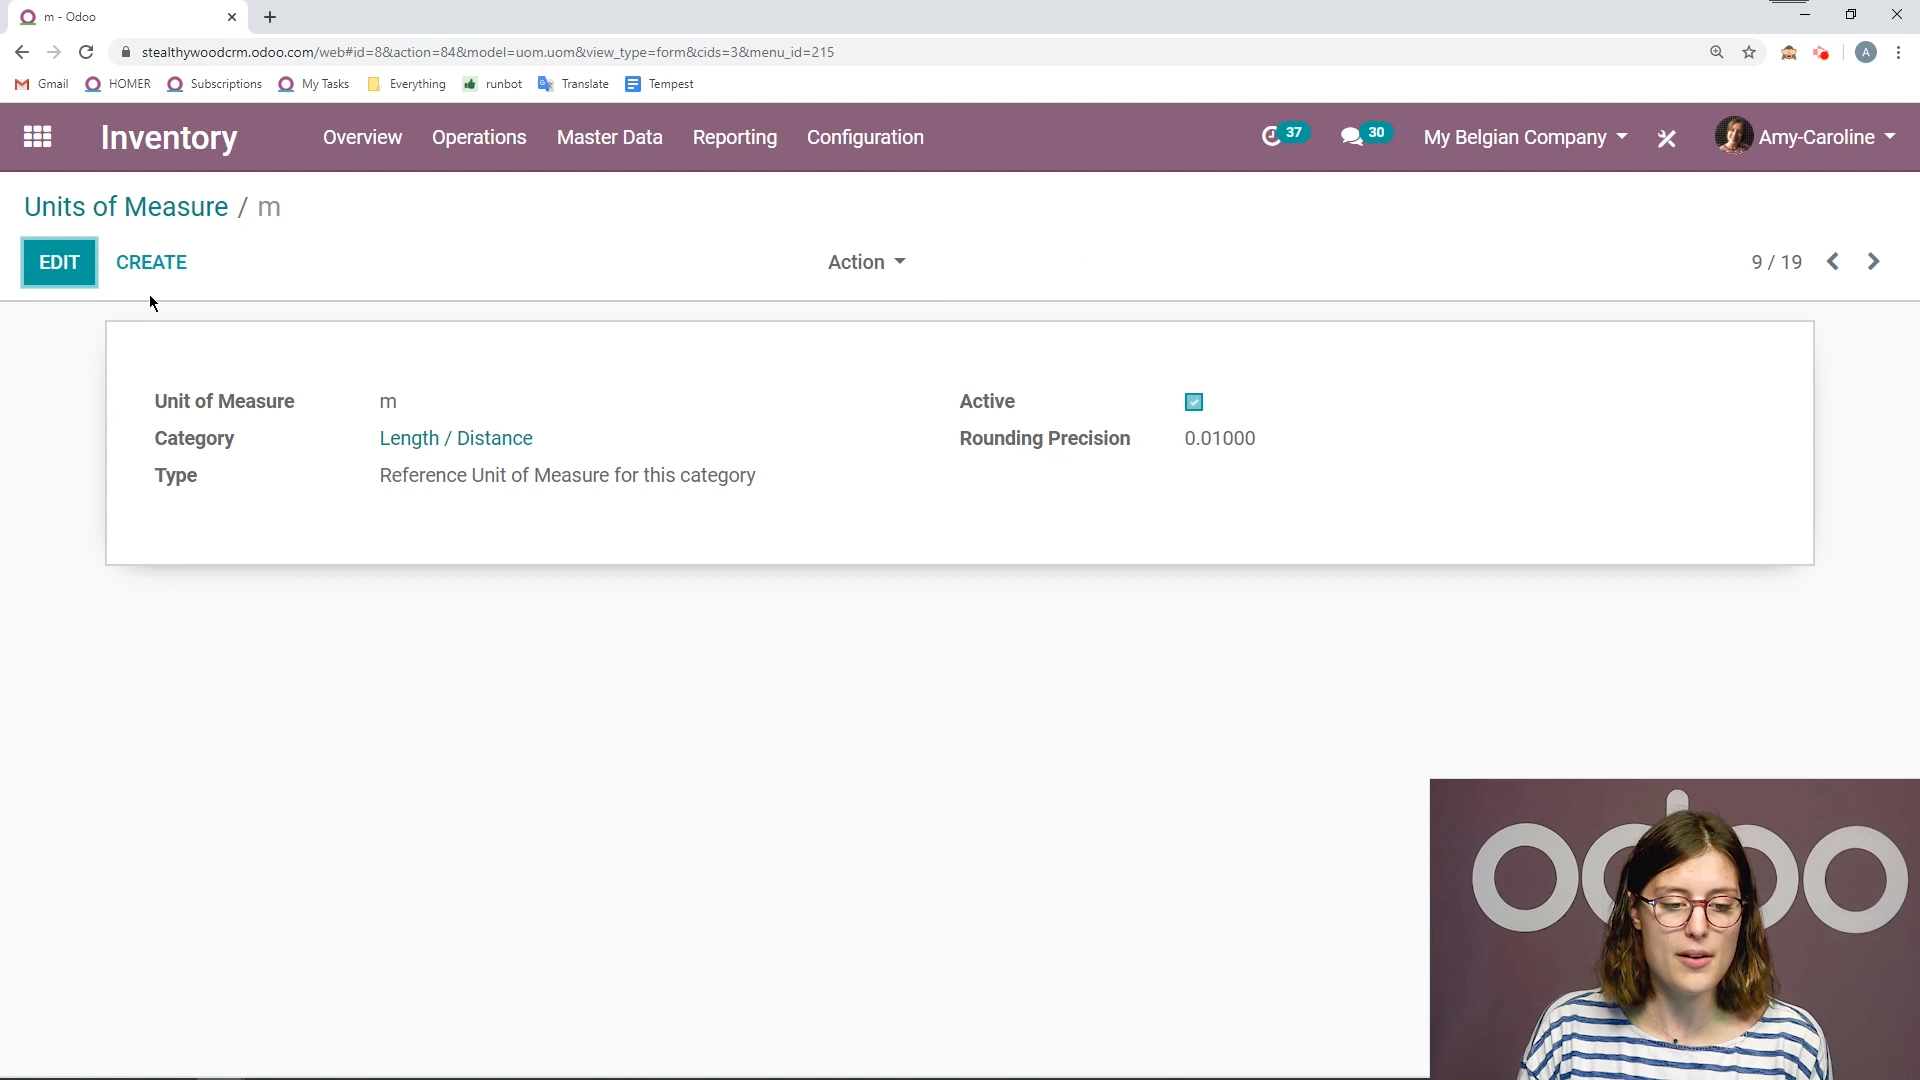 m - Odoo
stealthywoodcrm.odoo.com/web#id=8&action=84&model=uom.uom&view_type=form&cids=3&menu_id=215
A
Gmail HOMER Subscriptions My Tasks Everything runbot Translate Tempest
Inventory Overview Operations Master Data Reporting Configuration 37 30 My Belgian Company Amy-Caroline
Units of Measure / m
EDIT CREATE Action 9 / 19
Unit of Measure m Active
Category Length / Distance Rounding Precision 0.01000
Type Reference Unit of Measure for this category
odoo